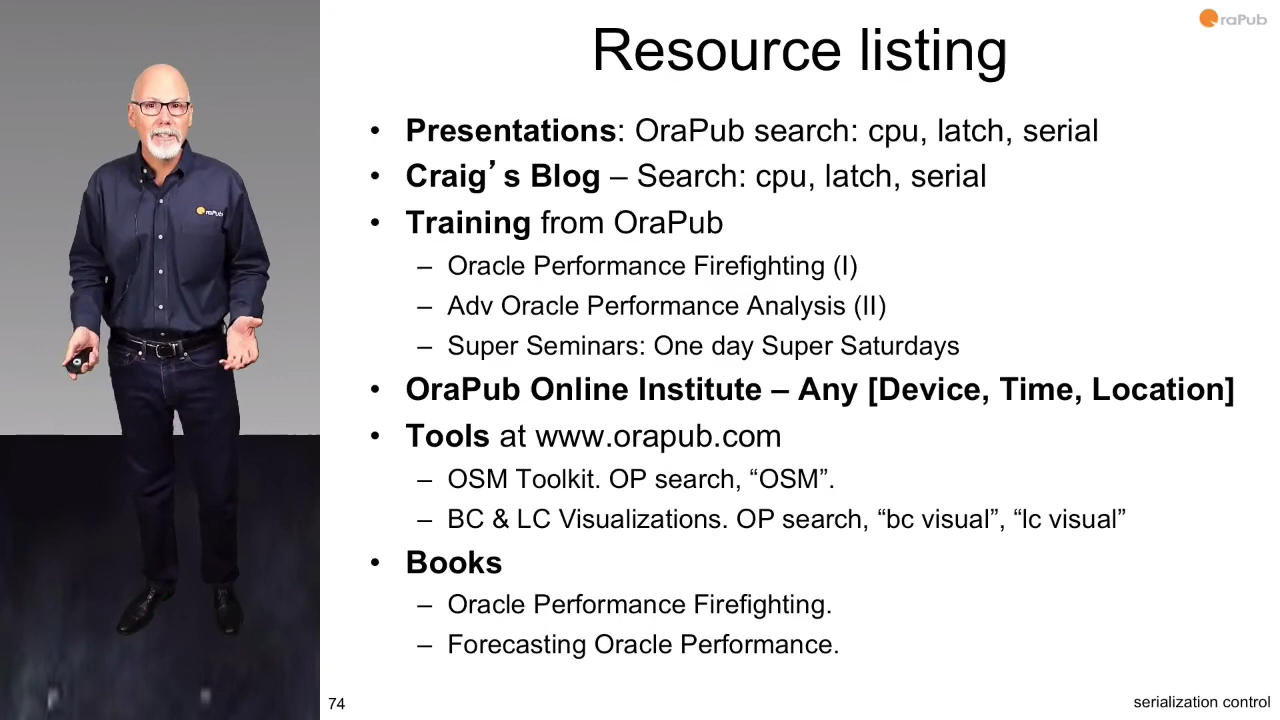 raPub
Resource listing
• Presentations: OraPub search: cpu, latch, serial
• Craig’s Blog – Search: cpu, latch, serial
• Training from OraPub
– Oracle Performance Firefighting (I)
– Adv Oracle Performance Analysis (II)
– Super Seminars: One day Super Saturdays
• OraPub Online Institute – Any [Device, Time, Location]
• Tools at www.orapub.com
– OSM Toolkit. OP search, “OSM”.
– BC & LC Visualizations. OP search, “bc visual”, “lc visual”
• Books
– Oracle Performance Firefighting.
– Forecasting Oracle Performance.
raPub
74
serialization control